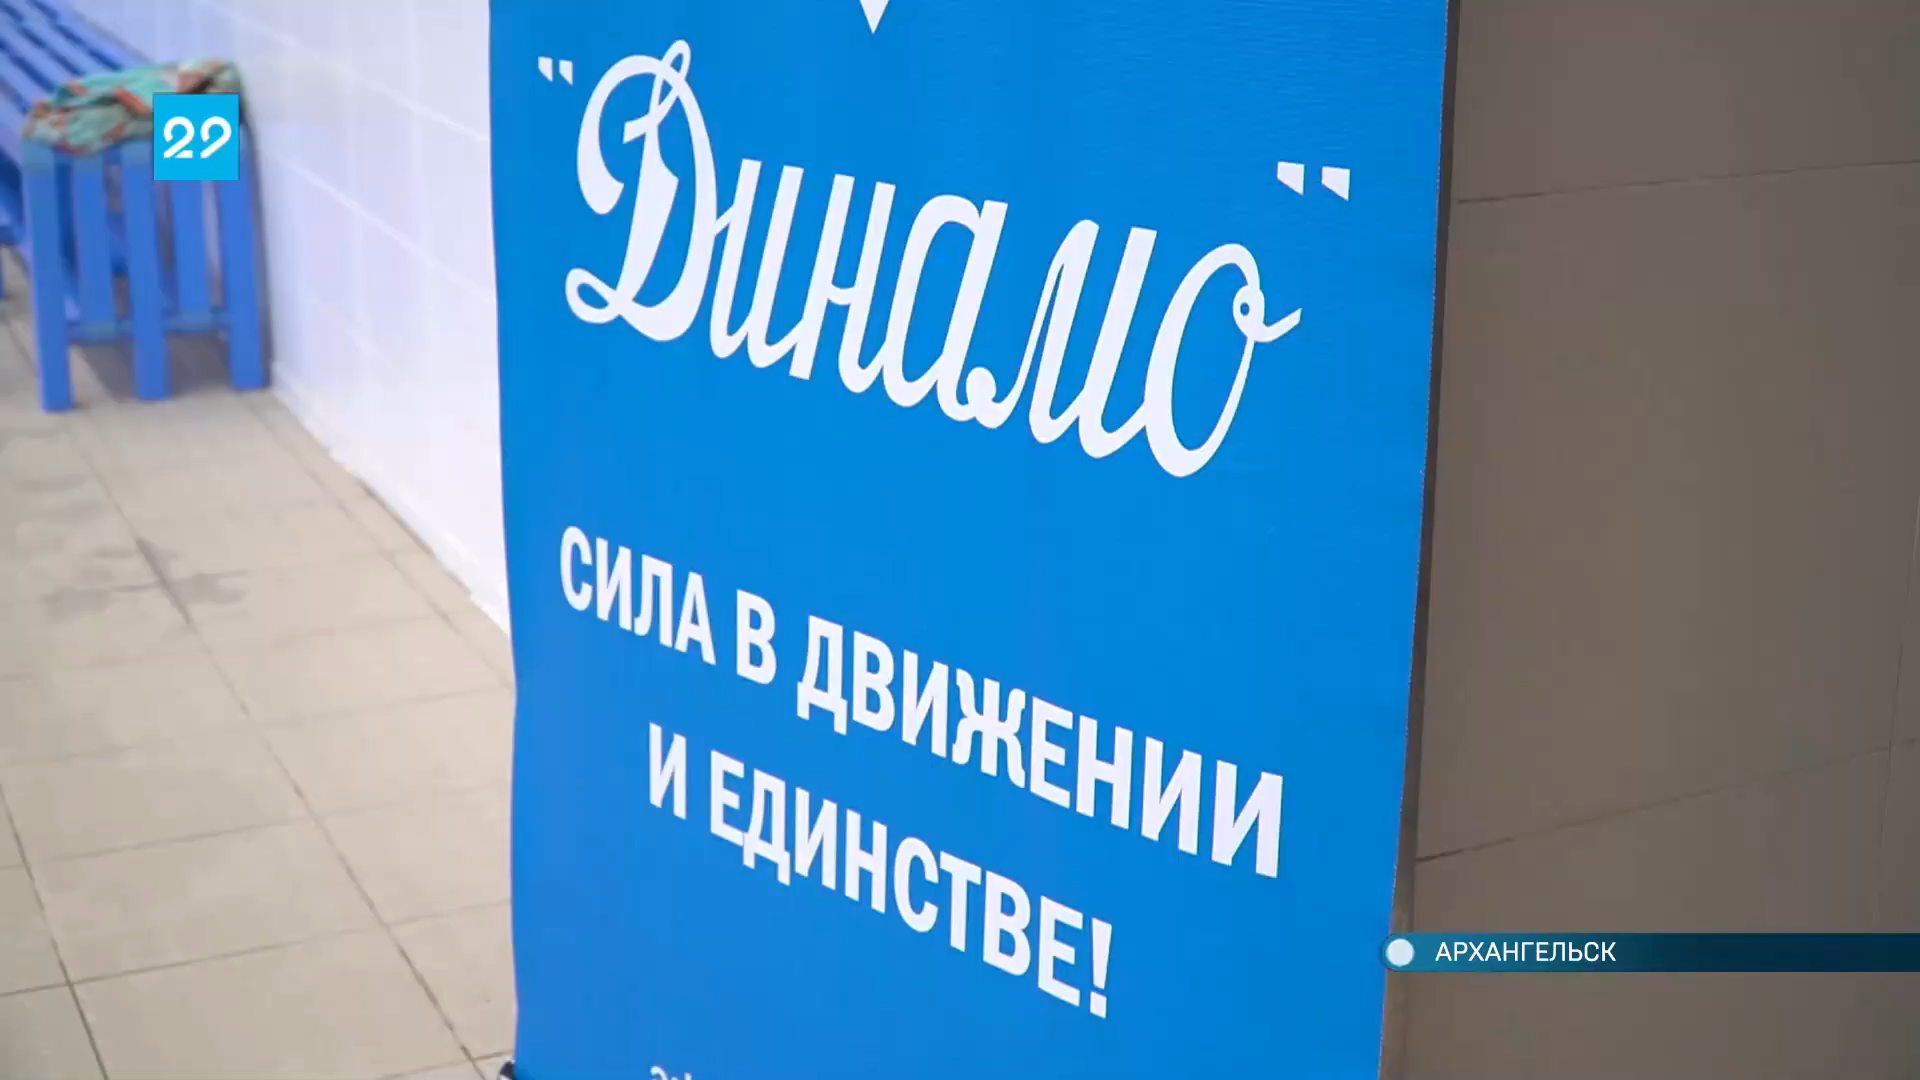 29
"Динамо"
СИЛА В ДВИЖЕНИИ
И ЕДИНСТВЕ!
АРХАНГЕЛЬСК